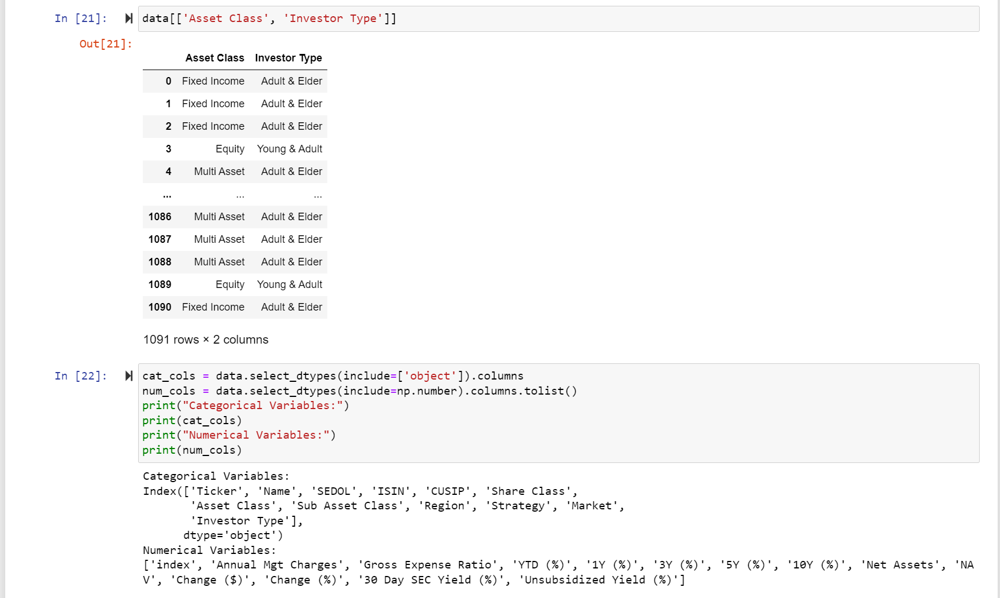 In [21]: data[['Asset Class', 'Investor Type']]
Out[21]:
Asset Class Investor Type
0 Fixed Income Adult & Elder
1 Fixed Income Adult & Elder
2 Fixed Income Adult & Elder
3 Equity Young & Adult
4 Multi Asset Adult & Elder
... ... ...
1086 Multi Asset Adult & Elder
1087 Multi Asset Adult & Elder
1088 Multi Asset Adult & Elder
1089 Equity Young & Adult
1090 Fixed Income Adult & Elder
1091 rows × 2 columns
In [22]: cat_cols = data.select_dtypes(include=['object']).columns
num_cols = data.select_dtypes(include=np.number).columns.tolist()
print("Categorical Variables:")
print(cat_cols)
print("Numerical Variables:")
print(num_cols)
Categorical Variables:
Index(['Ticker', 'Name', 'SEDOL', 'ISIN', 'CUSIP', 'Share Class',
'Asset Class', 'Sub Asset Class', 'Region', 'Strategy', 'Market',
'Investor Type'],
dtype='object')
Numerical Variables:
['index', 'Annual Mgt Charges', 'Gross Expense Ratio', 'YTD (%)', '1Y (%)', '3Y (%)', '5Y (%)', '10Y (%)', 'Net Assets', 'NA
V', 'Change ($)', 'Change (%)', '30 Day SEC Yield (%)', 'Unsubsidized Yield (%)']